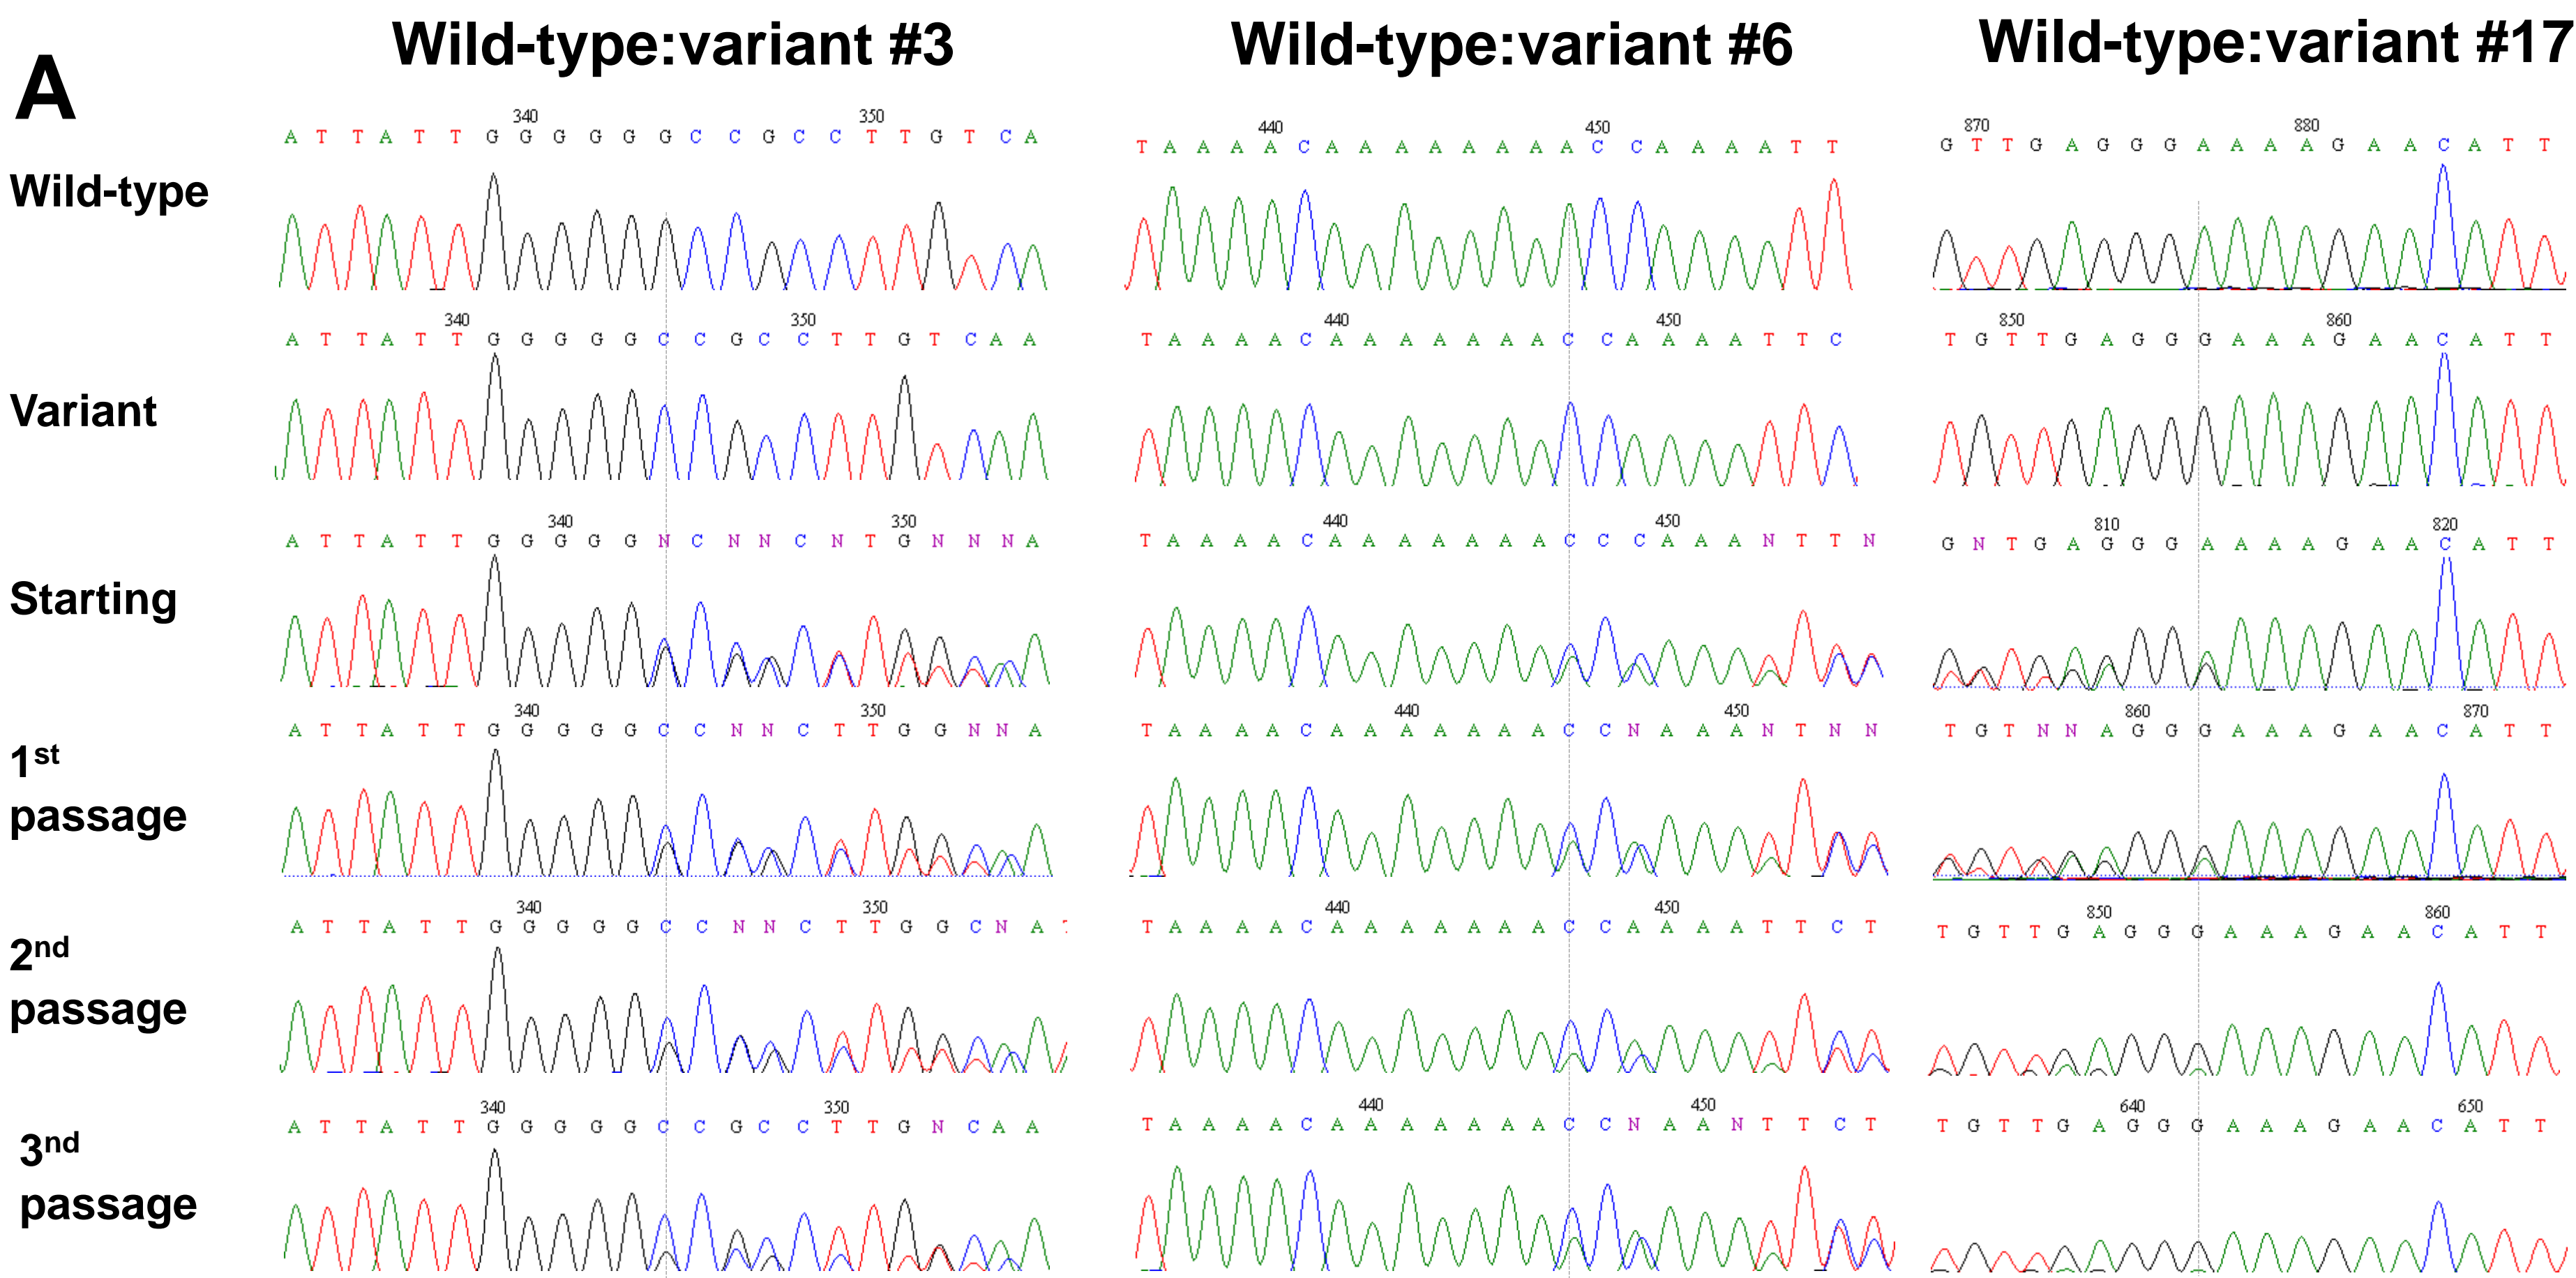 Wild-type:variant #3 Wild-type:variant #6 Wild-type:variant #17
A
340 350 440 450 870 880
A T T A T T G G G G G G C C G C C T T G T C A
T A A A A C A A A A A A A A C C A A A A T T
G T T G A G G G A A A A G A A C A T T
Wild-type
340 350 440 450 850 860
A T T A T T G G G G G C C G C C T T G T C A A
T A A A A C A A A A A A A C C A A A A T T C
T G T T G A G G G A A A G A A C A T T
Variant
340 350 440 450 810 820
A T T A T T G G G G G N C N N C N T G N N N A
T A A A A C A A A A A A A C C C A A A N T T N
G N T G A G G G A A A A G A A C A T T
Starting
340 350 440 450 860 870
A T T A T T G G G G G C C N N C T T G G N N A
T A A A A C A A A A A A A C C N A A A N T N N
T G T N N A G G G A A A G A A C A T T
1st
passage
340 350 440 450 850 860
A T T A T T G G G G G C C N N C T T G G C N A T
T A A A A C A A A A A A A C C A A A A T T C T
T G T T G A G G G A A A G A A C A T T
2nd
passage
340 350 440 450 640 650
A T T A T T G G G G G C C G C C T T G N C A A
T A A A A C A A A A A A A C C N A A N T T C T
T G T T G A G G G A A A G A A C A T T
3nd
passage